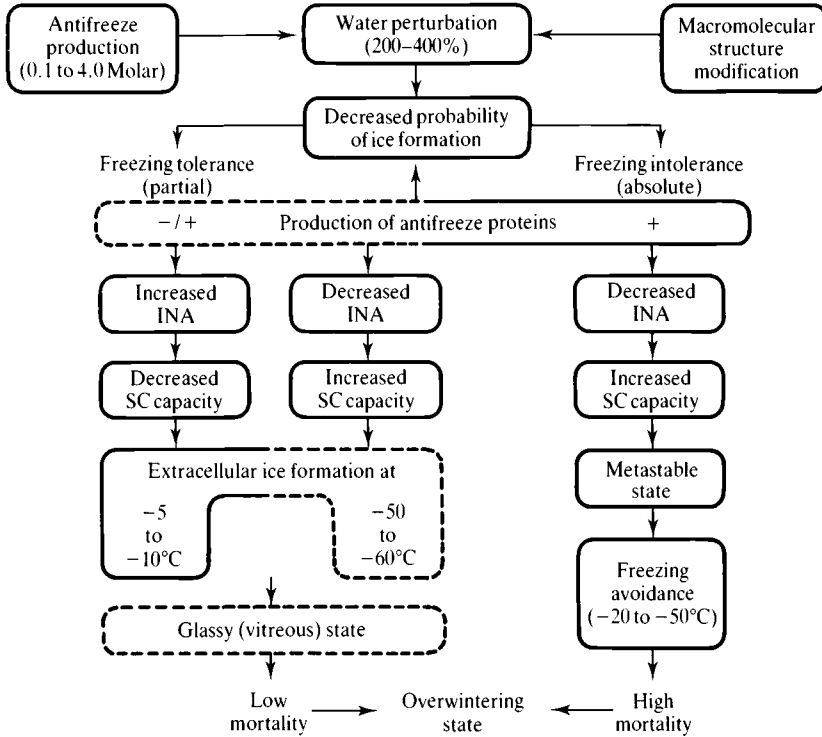 Antifreeze
production
(0.1 to 4.0 Molar)
Water perturbation
(200–400%)
Macromolecular
structure
modification
Decreased probability
of ice formation
Freezing tolerance
(partial)
Freezing intolerance
(absolute)
−/+ Production of antifreeze proteins +
Increased
INA
Decreased
INA
Decreased
INA
Decreased
SC capacity
Increased
SC capacity
Increased
SC capacity
Extracellular ice formation at
−5
to
−10°C
−50
to
−60°C
Metastable
state
Freezing
avoidance
(−20 to −50°C)
Glassy (vitreous) state
Low
mortality
Overwintering
state
High
mortality